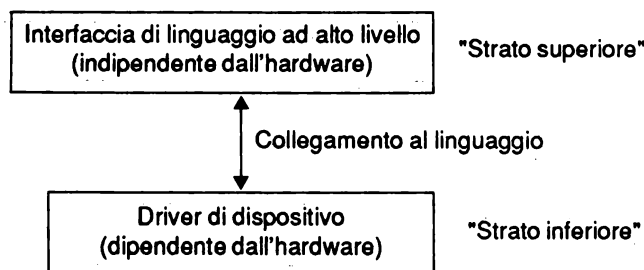 Interfaccia di linguaggio ad alto livello
(indipendente dall'hardware)
"Strato superiore"
Collegamento al linguaggio
Driver di dispositivo
(dipendente dall'hardware)
"Strato inferiore"